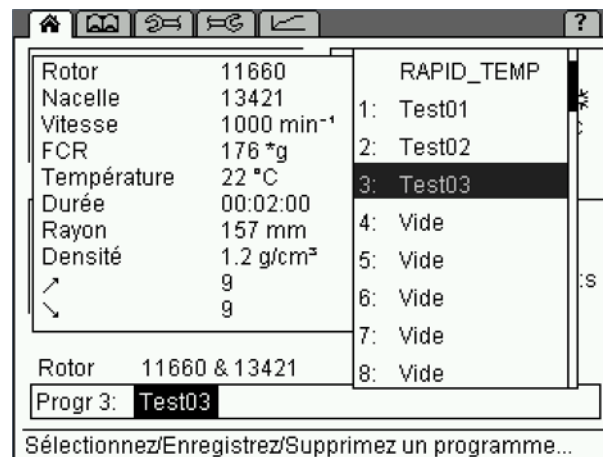 ?
Rotor 11660
Nacelle 13421
Vitesse 1000 min⁻¹
FCR 176 *g
Température 22 °C
Durée 00:02:00
Rayon 157 mm
Densité 1.2 g/cm³
↗ 9
↘ 9
RAPID_TEMP
1: Test01
2: Test02
3: Test03
4: Vide
5: Vide
6: Vide
7: Vide
8: Vide
:s
Rotor 11660 & 13421
Progr 3: Test03
Sélectionnez/Enregistrez/Supprimez un programme...